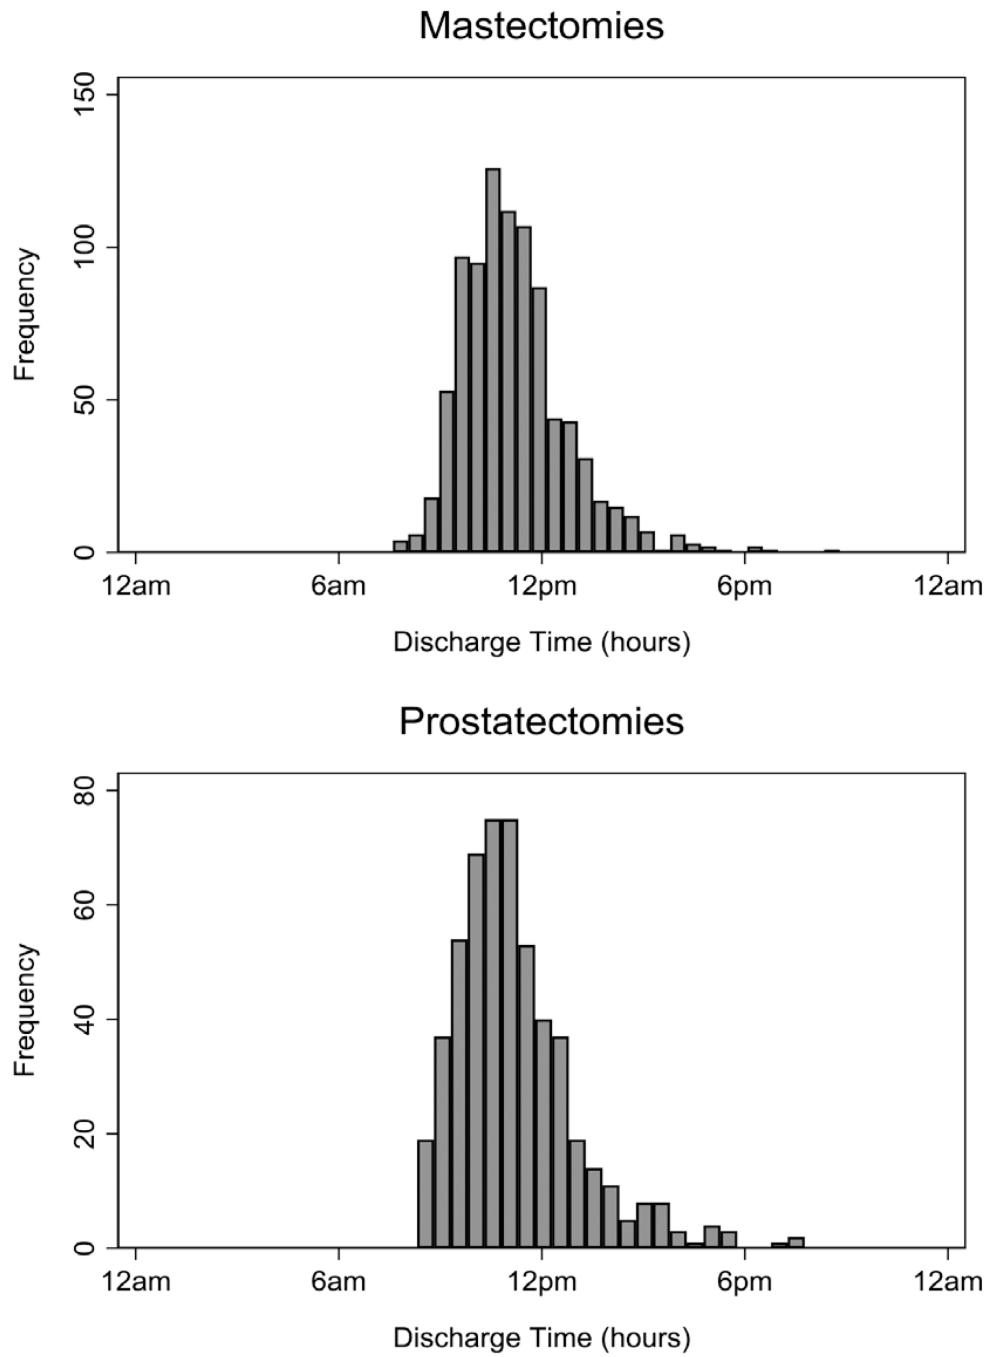 Mastectomies
150
100
50
0
Frequency
12am 6am 12pm 6pm 12am
Discharge Time (hours)
Prostatectomies
80
60
40
20
0
Frequency
12am 6am 12pm 6pm 12am
Discharge Time (hours)